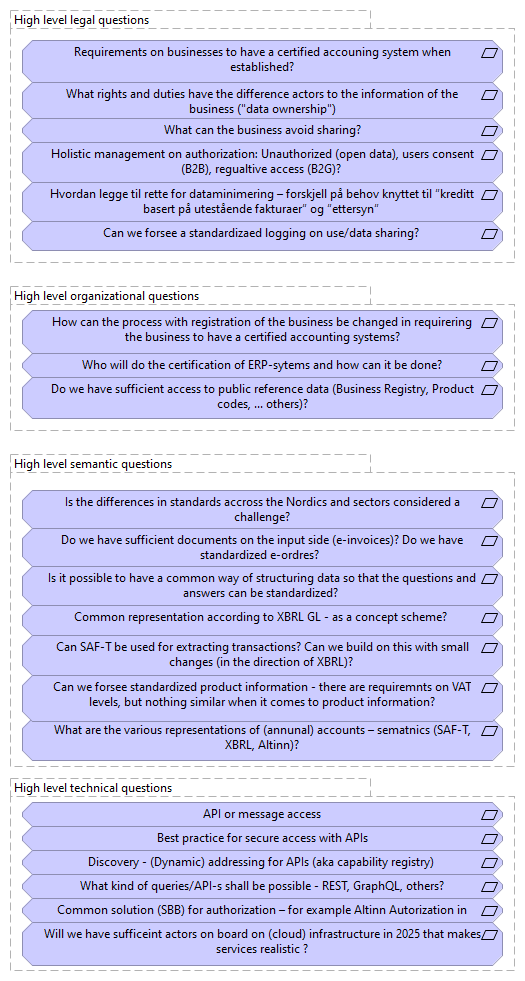 High level legal questions
Requirements on businesses to have a certified accouning system when
established?
What rights and duties have the difference actors to the information of the
business ("data ownership")
What can the business avoid sharing?
Holistic management on authorization: Unauthorized (open data), users consent
(B2B), regualtive access (B2G)?
Hvordan legge til rette for dataminimering – forskjell på behov knyttet til “kreditt
basert på utestående fakturaer” og “ettersyn”
Can we forsee a standardizaed logging on use/data sharing?
High level organizational questions
How can the process with registration of the business be changed in requirering
the business to have a certified accounting systems?
Who will do the certification of ERP-sytems and how can it be done?
Do we have sufficient access to public reference data (Business Registry, Product
codes, ... others)?
High level semantic questions
Is the differences in standards accross the Nordics and sectors considered a
challenge?
Do we have sufficient documents on the input side (e-invoices)? Do we have
standardized e-ordres?
Is it possible to have a common way of structuring data so that the questions and
answers can be standardized?
Common representation according to XBRL GL - as a concept scheme?
Can SAF-T be used for extracting transactions? Can we build on this with small
changes (in the direction of XBRL)?
Can we forsee standardized product information - there are requiremnts on VAT
levels, but nothing similar when it comes to product information?
What are the various representations of (annunal) accounts – sematnics (SAF-T,
XBRL, Altinn)?
High level technical questions
API or message access
Best practice for secure access with APIs
Discovery - (Dynamic) addressing for APIs (aka capability registry)
What kind of queries/API-s shall be possible - REST, GraphQL, others?
Common solution (SBB) for authorization – for example Altinn Autorization in
Will we have sufficeint actors on board on (cloud) infrastructure in 2025 that makes
services realistic ?